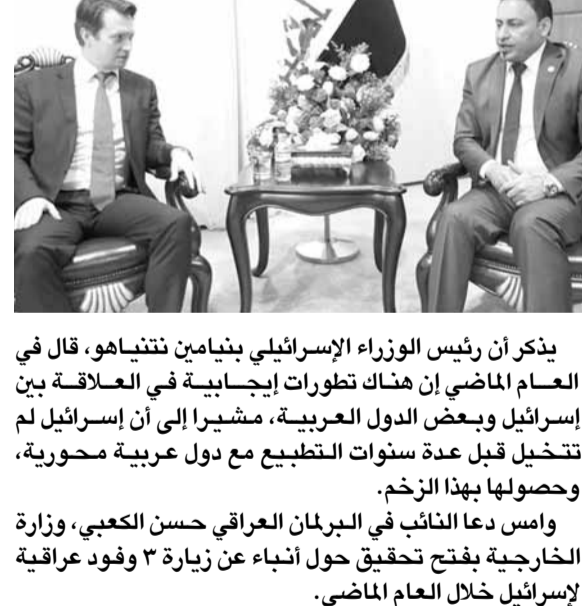 يذكر أن رئيس الوزراء الإسرائيلي بنيامين نتنياهو، قال في
العام الماضي إن هناك تطورات إيجابية في العلاقة بين
إسرائيل وبعض الدول العربية، مشيرا إلى أن إسرائيل لم
تتخيل قبل عدة سنوات التطبيع مع دول عربية محورية،
وحصولها بهذا الزخم.
وامس دعا النائب في البرلمان العراقي حسن الكعبي، وزارة
الخارجية بفتح تحقيق حول أنباء عن زيارة ٣ وفود عراقية
لإسرائيل خلال العام الماضي.